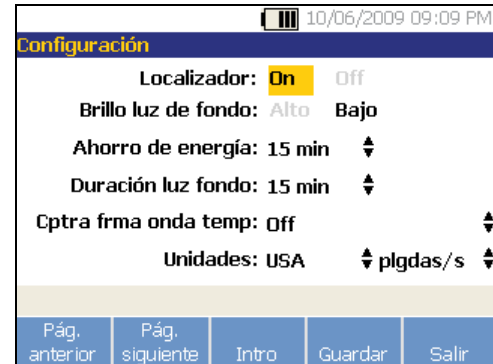 10/06/2009 09:09 PM
Configuración
Localizador: On Off
Brillo luz de fondo: Alto Bajo
Ahorro de energía: 15 min
Duración luz fondo: 15 min
Cptra frma onda temp: Off
Unidades: USA plgdas/s
Pág. anterior Pág. siguiente Intro Guardar Salir